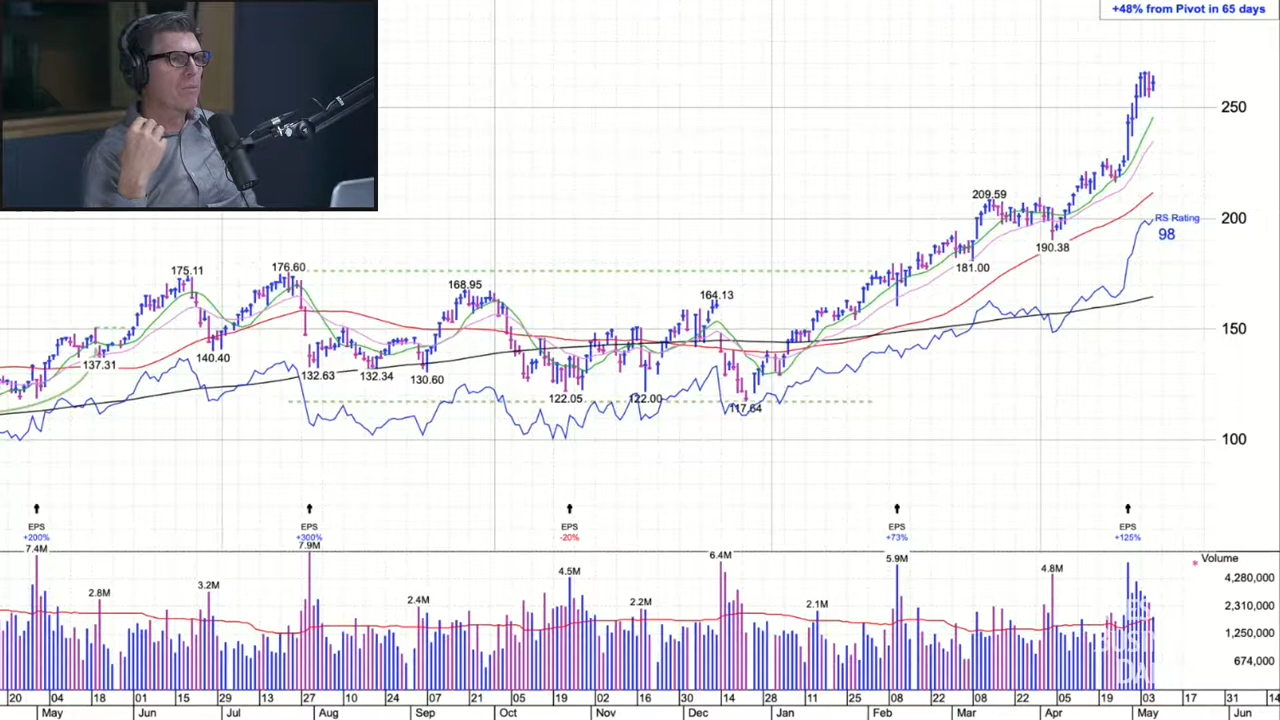 +48% from Pivot in 65 days
250
209.59
RS Rating
200
98
190.38
181.00
175.11
176.60
168.95
164.13
150
140.40
137.31
132.63
132.34
130.60
122.05
122.00
117.64
100
EPS EPS EPS EPS EPS
+200% +300% -20% +73% +125%
7.4M 7.9M 6.4M 5.9M
Volume
4.5M 4.8M
4,280,000
2.8M 3.2M 2.4M 2.2M 2.1M
2,310,000
1,250,000
674,000
20 04 18 01 15 29 13 27 10 24 07 21 05 19 02 16 30 14 28 11 25 08 22 08 22 05 19 03 17 31 14
May Jun Jul Aug Sep Oct Nov Dec Jan Feb Mar Apr May Jun